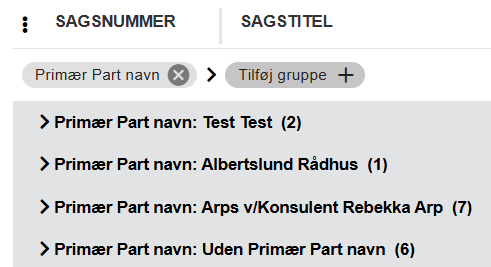 SAGSNUMMER SAGSTITEL
Primær Part navn Tilføj gruppe
Primær Part navn: Test Test (2)
Primær Part navn: Albertslund Rådhus (1)
Primær Part navn: Arps v/Konsulent Rebekka Arp (7)
Primær Part navn: Uden Primær Part navn (6)